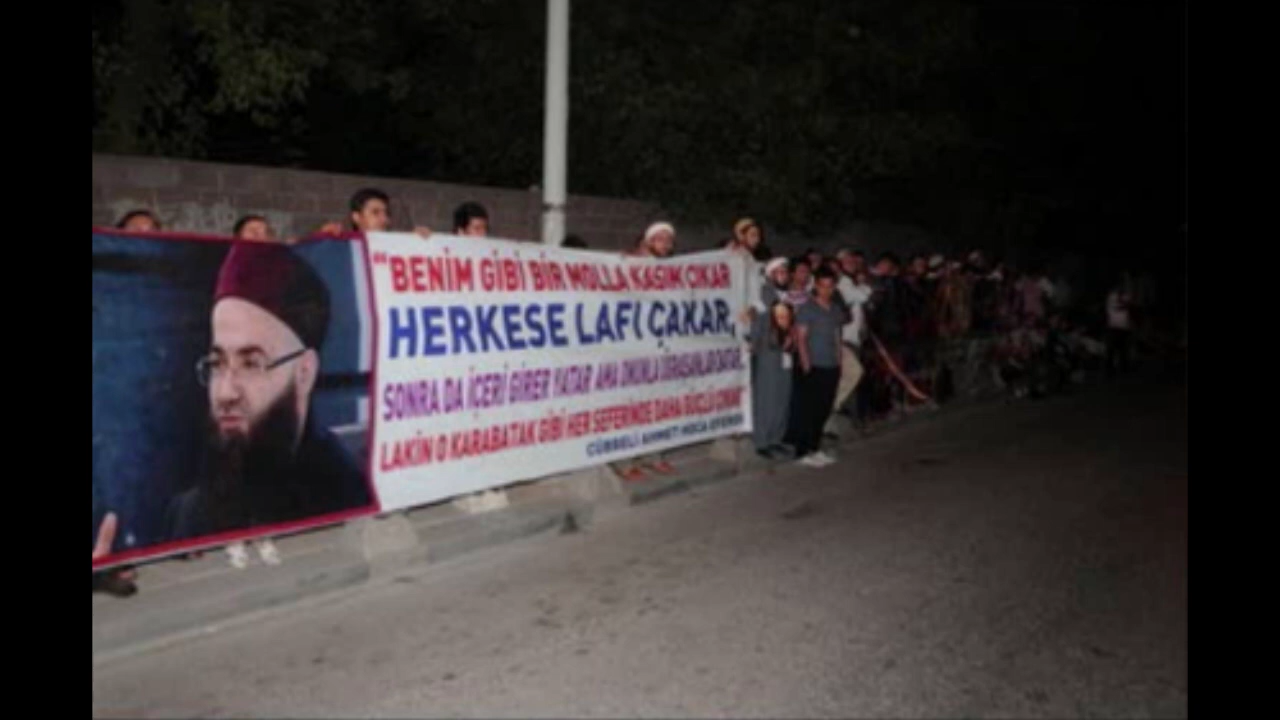 "BENİM GİBİ BİR MOLLA KASIM ÇIKAR
HERKESE LAFI ÇAKAR,
SONRA DA İÇERİ GİRER YATAR AMA ONUNLA UĞRAŞANLAR BATAR,
LAKİN O KARABATAK GİBİ HER SEFERİNDE DAHA GÜÇLÜ ÇIKAR"
CÜBBELİ AHMET HOCA EFENDİ